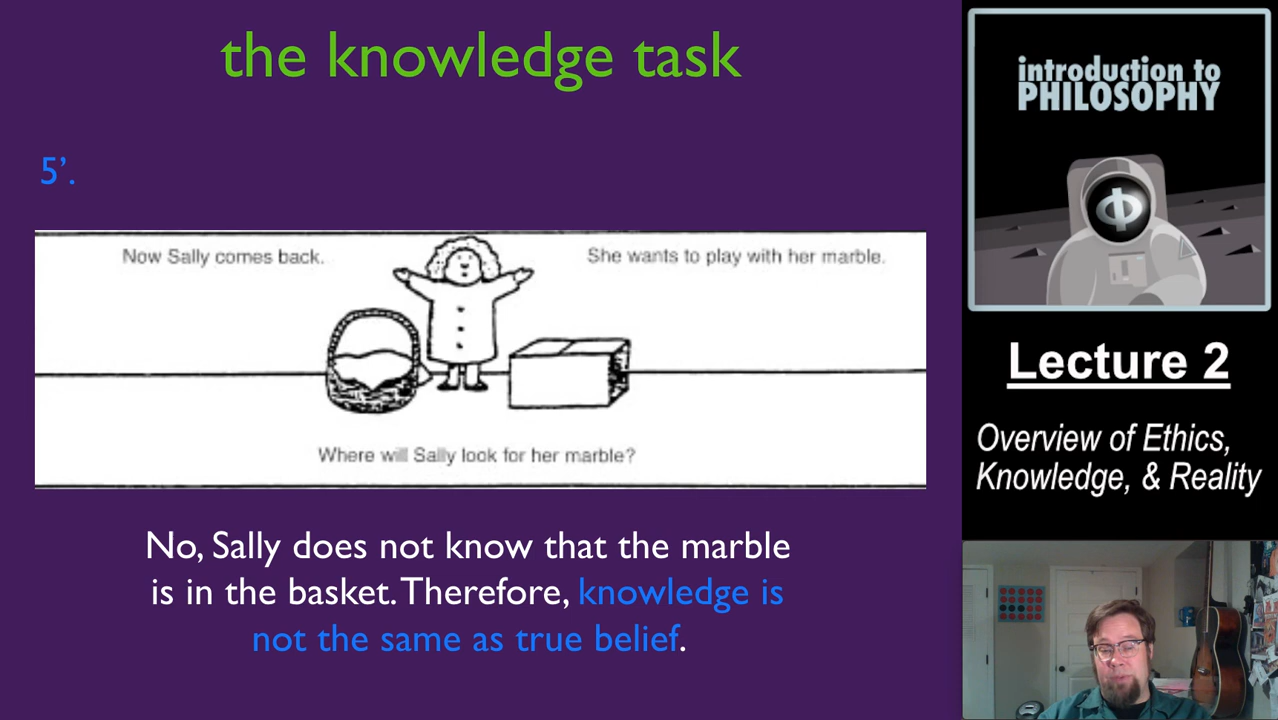 the knowledge task
5’.
Now Sally comes back.
She wants to play with her marble.
Where will Sally look for her marble?
No, Sally does not know that the marble
is in the basket. Therefore, knowledge is
not the same as true belief.
introduction to
PHILOSOPHY
Φ
Lecture 2
Overview of Ethics,
Knowledge, & Reality